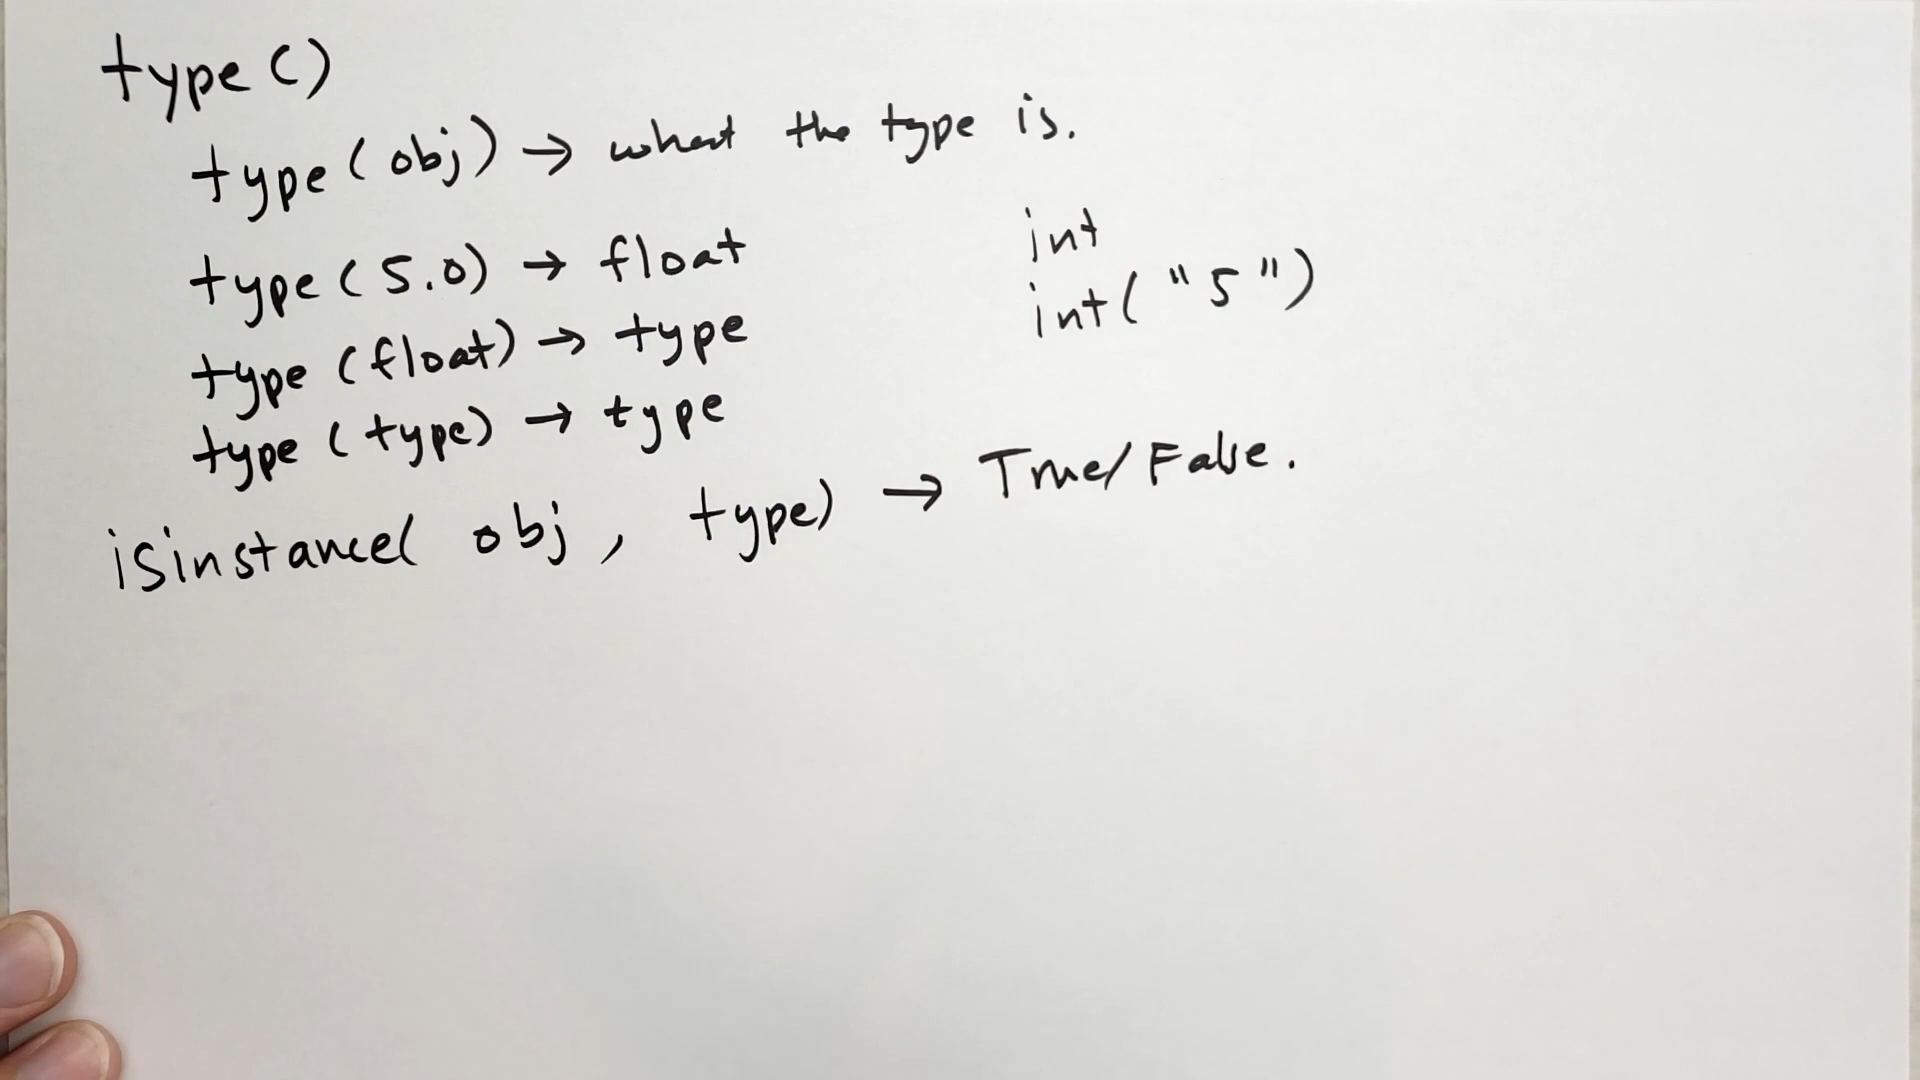 type()
type(obj) → what the type is.
type(5.0) → float
int
int("5")
type(float) → type
type(type) → type
isinstance(obj, type) → True/False.